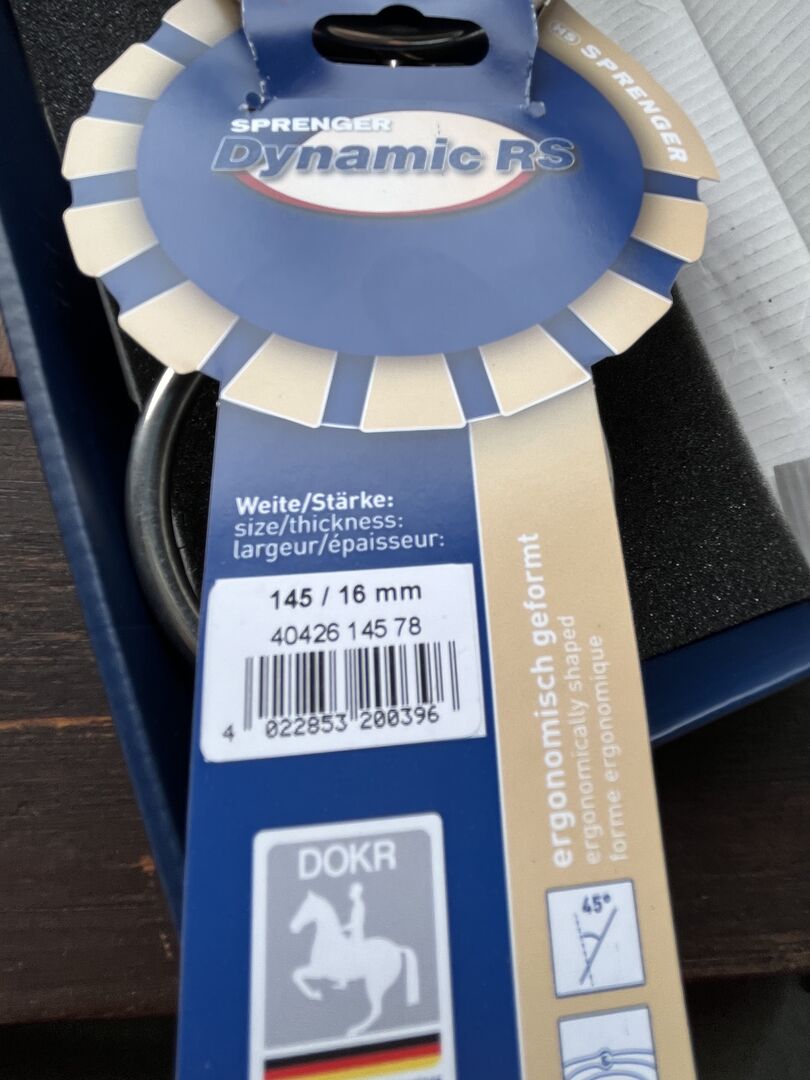 HS SPRENGER
SPRENGER
Dynamic RS
Weite/Stärke:
size/thickness:
largeur/épaisseur:
145 / 16 mm
40426 145 78
4 022853 200396
ergonomisch geformt
ergonomically shaped
forme ergonomique
DOKR
45°